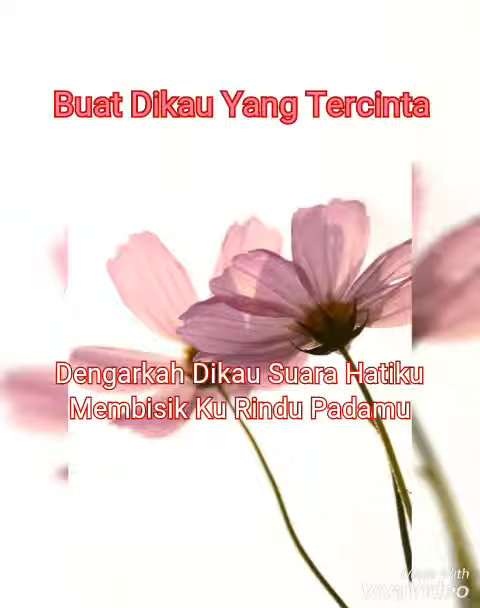 Buat Dikau Yang Tercinta
Dengarkah Dikau Suara Hatiku
Membisik Ku Rindu Padamu